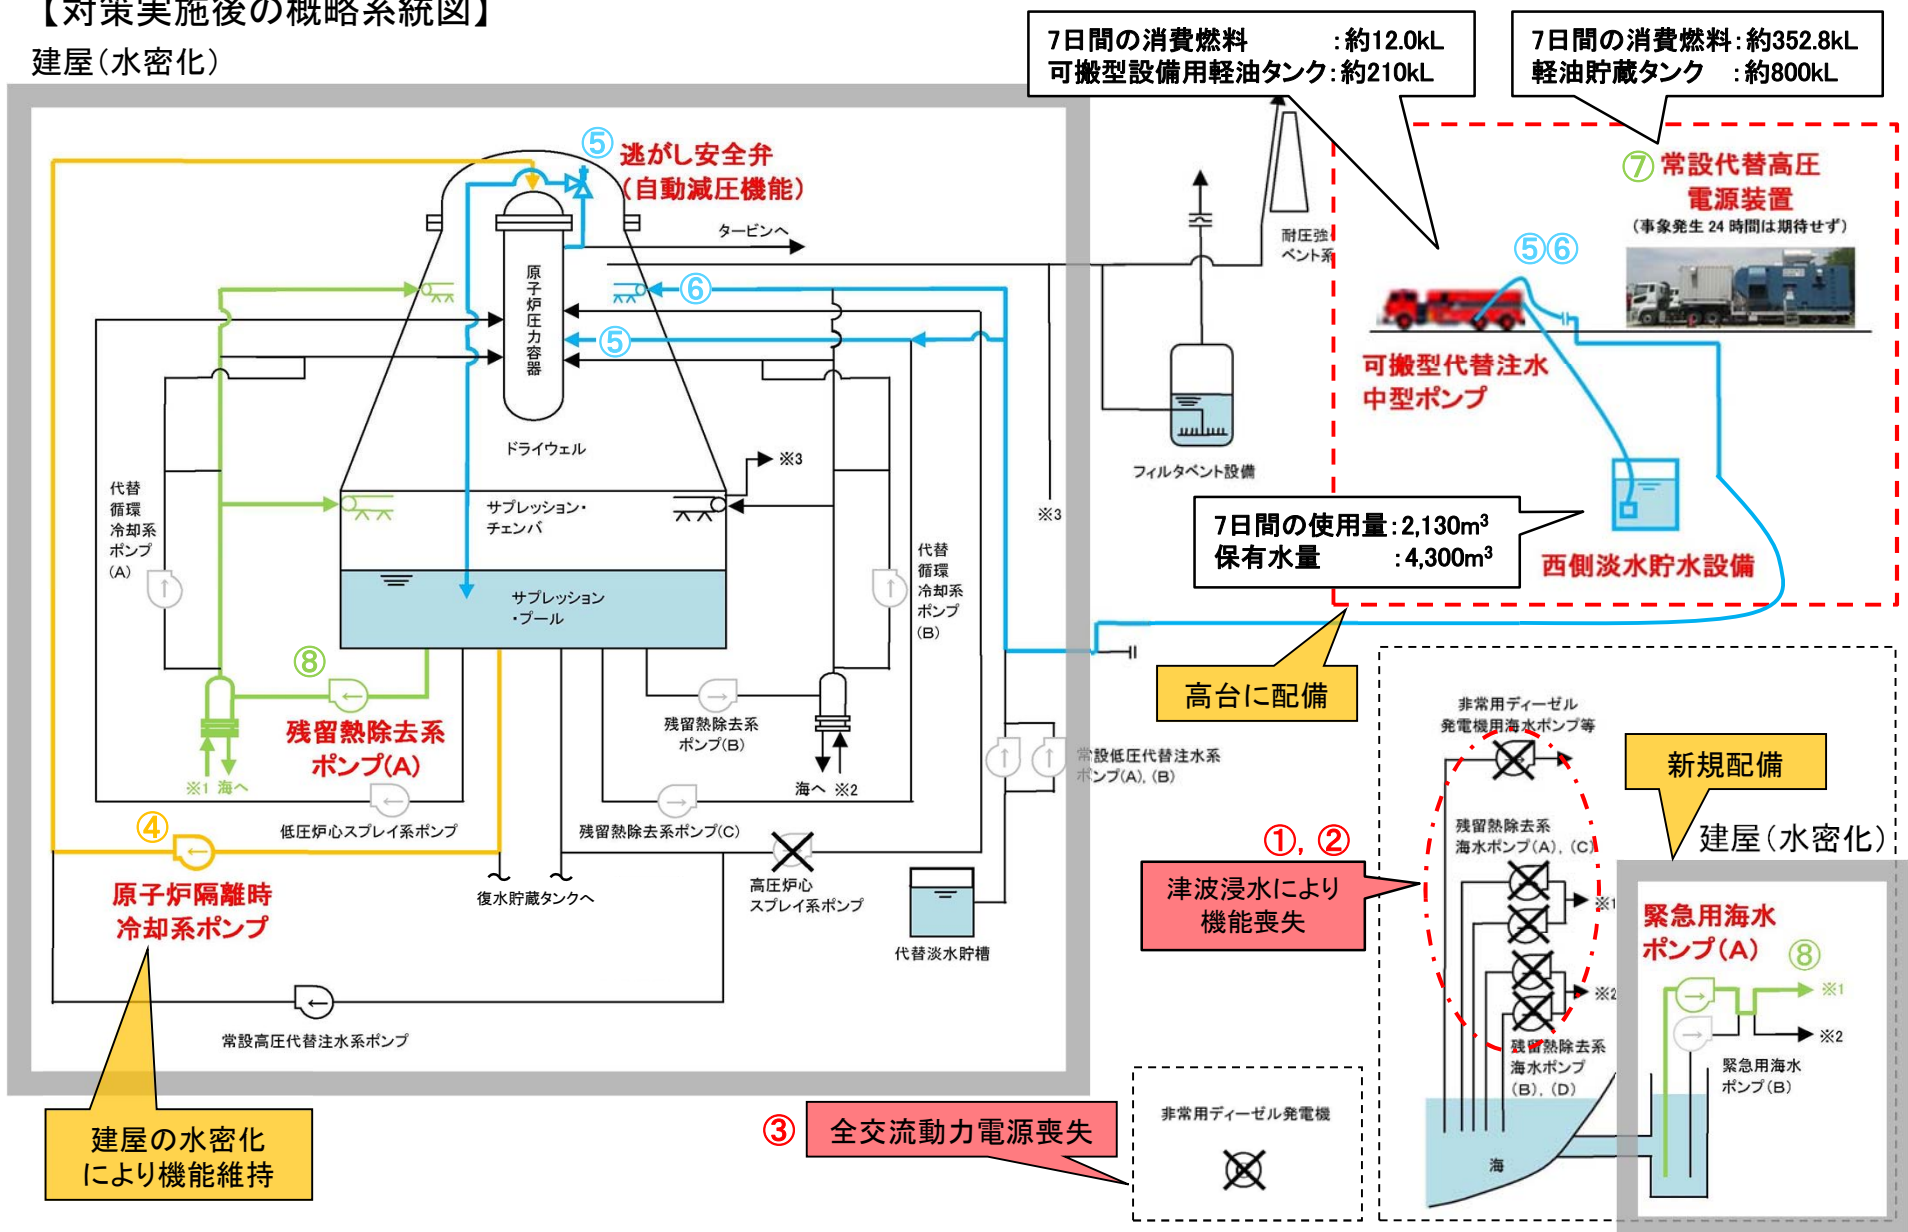 【対策実施後の概略系統図】
建屋(水密化)
7日間の消費燃料　　　　：約12.0kL
可搬型設備用軽油タンク：約210kL
7日間の消費燃料：約352.8kL
軽油貯蔵タンク　：約800kL
⑤
逃がし安全弁
(自動減圧機能)
タービンへ
耐圧強
ベント系
⑦
常設代替高圧
電源装置
(事象発生 24 時間は期待せず)
⑤⑥
原子炉圧力容器
⑥
⑤
可搬型代替注水
中型ポンプ
ドライウェル
※3
フィルタベント設備
※3
代替
循環
冷却系
ポンプ
(A)
サプレッション・
チェンバ
7日間の使用量：2,130m³
保有水量　　　：4,300m³
西側淡水貯水設備
代替
循環
冷却系
ポンプ
(B)
サプレッション
・プール
⑧
高台に配備
残留熱除去系
ポンプ(A)
残留熱除去系
ポンプ(B)
常設低圧代替注水系
ポンプ(A), (B)
非常用ディーゼル
発電機用海水ポンプ等
新規配備
※1 海へ
海へ ※2
④
低圧炉心スプレイ系ポンプ
残留熱除去系ポンプ(C)
①, ②
残留熱除去系
海水ポンプ(A), (C)
建屋(水密化)
津波浸水により
機能喪失
※1
原子炉隔離時
冷却系ポンプ
復水貯蔵タンクへ
高圧炉心
スプレイ系ポンプ
代替淡水貯槽
緊急用海水
ポンプ(A)
⑧
※1
※2
※2
常設高圧代替注水系ポンプ
残留熱除去系
海水ポンプ
(B), (D)
緊急用海水
ポンプ(B)
建屋の水密化
により機能維持
③
全交流動力電源喪失
非常用ディーゼル発電機
海